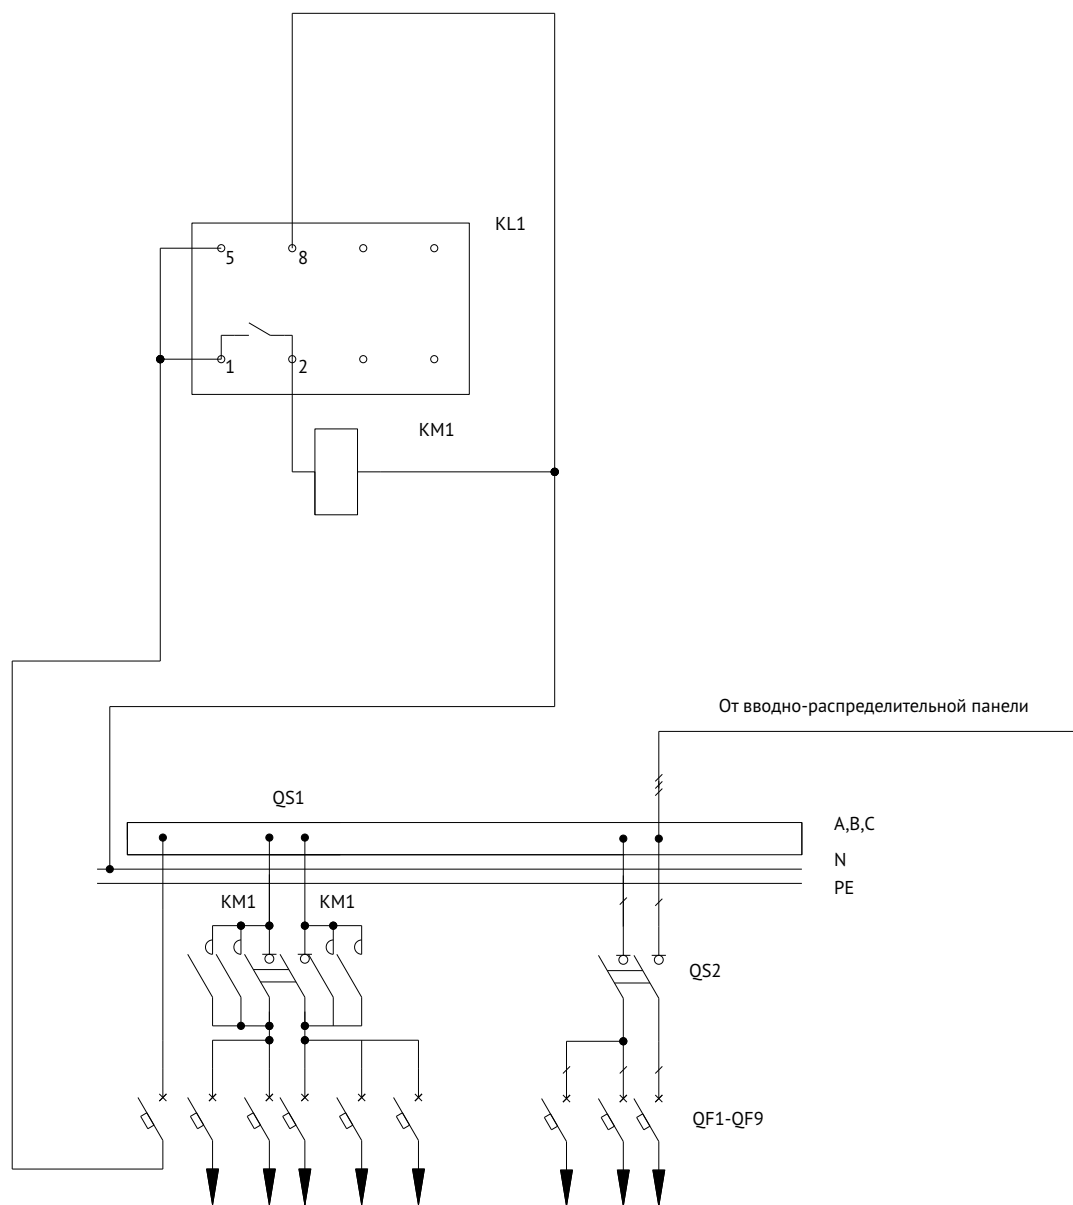 KL1
5
8
1
2
KM1
От вводно-распределительной панели
QS1
A,B,C
N
PE
KM1
KM1
QS2
QF1-QF9